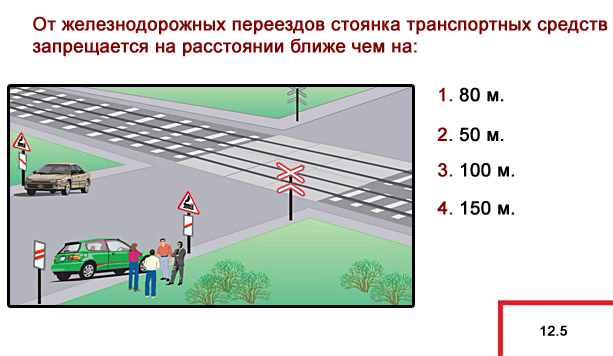 От железнодорожных переездов стоянка транспортных средств
запрещается на расстоянии ближе чем на:
1. 80 м.
2. 50 м.
3. 100 м.
4. 150 м.
12.5